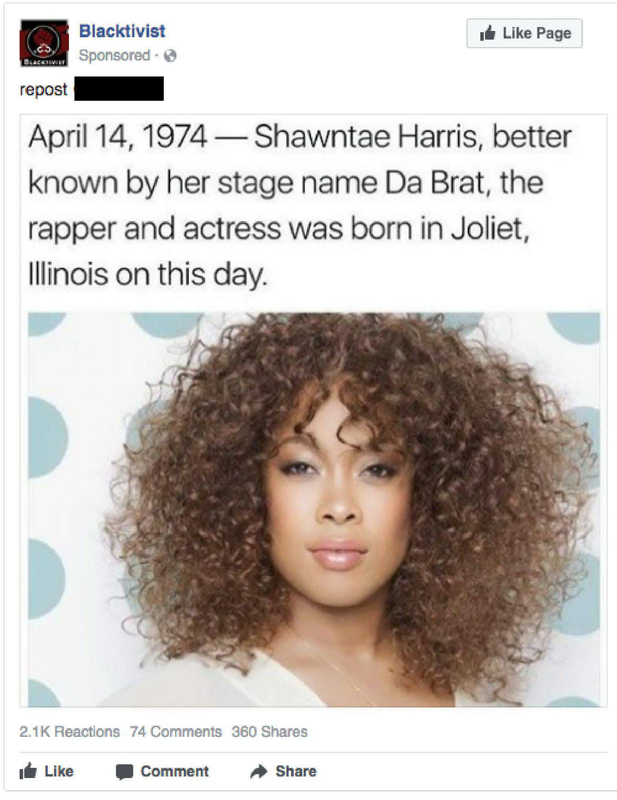 Blacktivist
Like Page
Sponsored ·
BLACKTIVIST
repost
April 14, 1974 — Shawntae Harris, better
known by her stage name Da Brat, the
rapper and actress was born in Joliet,
Illinois on this day.
2.1K Reactions 74 Comments 360 Shares
Like Comment Share